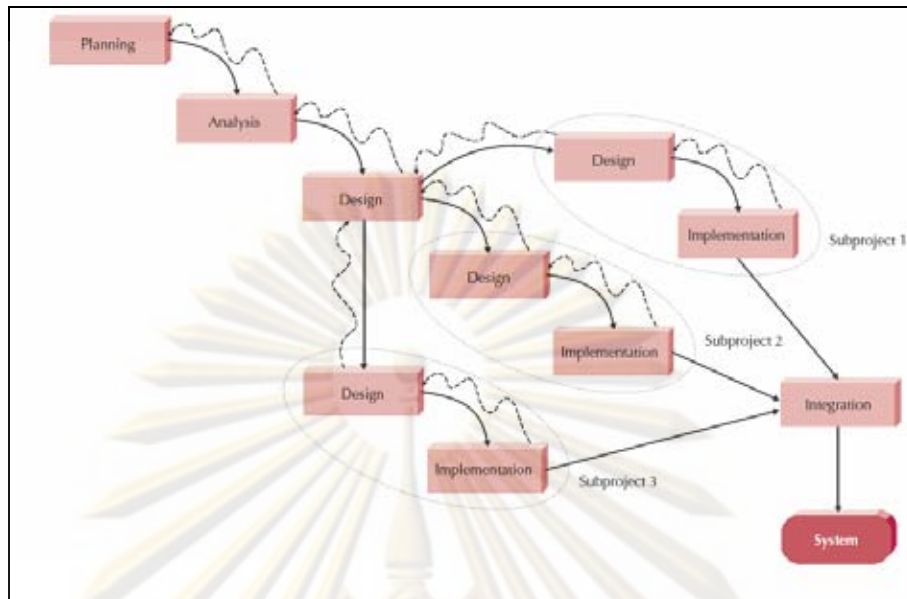 Planning
Analysis
Design
Design
Implementation
Subproject 1
Design
Implementation
Subproject 2
Design
Implementation
Subproject 3
Integration
System